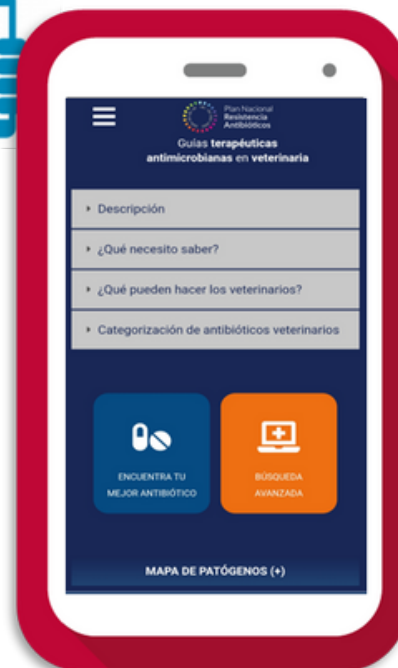 Plan Nacional
Resistencia
Antibióticos
Guías terapéuticas
antimicrobianas en veterinaria
Descripción
¿Qué necesito saber?
¿Qué pueden hacer los veterinarios?
Categorización de antibióticos veterinarios
ENCUENTRA TU
MEJOR ANTIBIÓTICO
BÚSQUEDA
AVANZADA
MAPA DE PATÓGENOS (+)